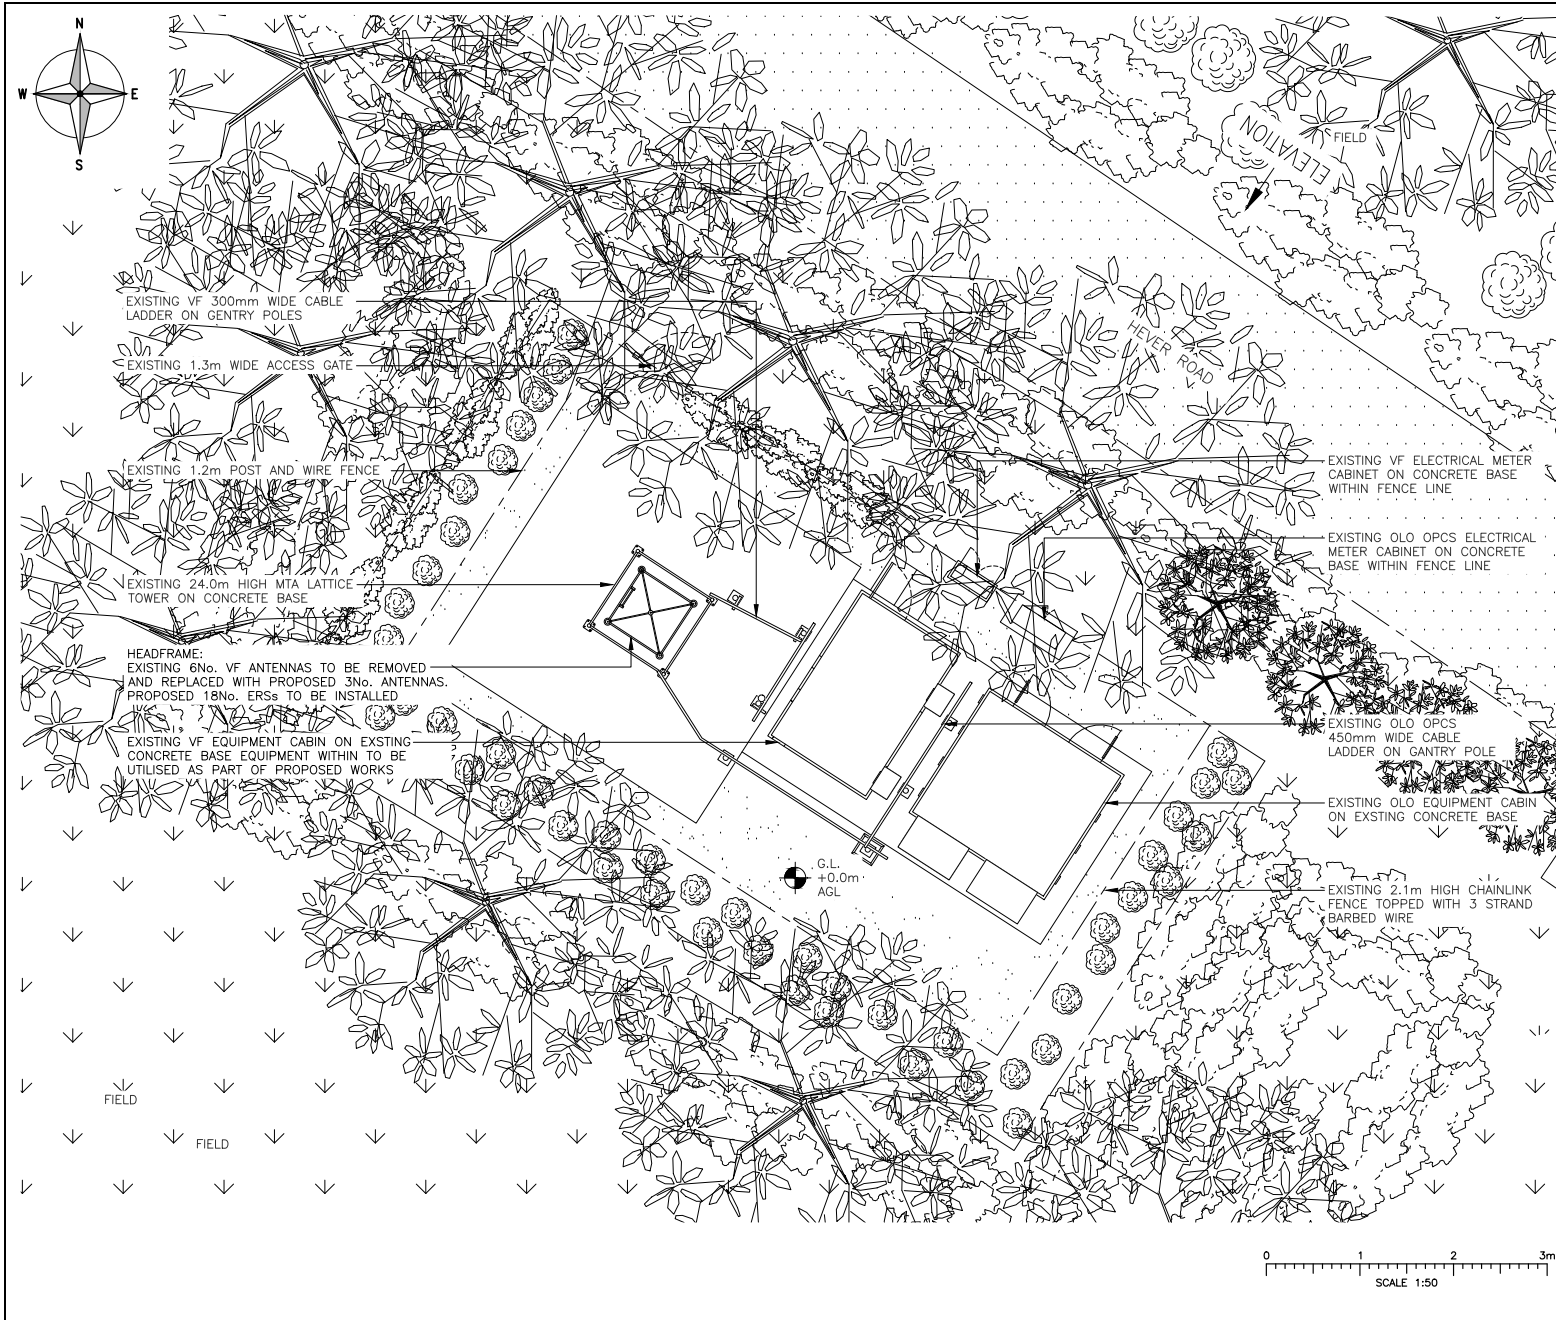 N
W
E
S
FIELD
ELEVATION
HEVER ROAD
EXISTING VF 300mm WIDE CABLE
LADDER ON GENTRY POLES
EXISTING 1.3m WIDE ACCESS GATE
EXISTING 1.2m POST AND WIRE FENCE
EXISTING 24.0m HIGH MTA LATTICE
TOWER ON CONCRETE BASE
HEADFRAME:
EXISTING 6No. VF ANTENNAS TO BE REMOVED
AND REPLACED WITH PROPOSED 3No. ANTENNAS.
PROPOSED 18No. ERSs TO BE INSTALLED
EXISTING VF EQUIPMENT CABIN ON EXSTING
CONCRETE BASE EQUIPMENT WITHIN TO BE
UTILISED AS PART OF PROPOSED WORKS
EXISTING VF ELECTRICAL METER
CABINET ON CONCRETE BASE
WITHIN FENCE LINE
EXISTING OLO OPCS ELECTRICAL
METER CABINET ON CONCRETE
BASE WITHIN FENCE LINE
EXISTING OLO OPCS
450mm WIDE CABLE
LADDER ON GANTRY POLE
EXISTING OLO EQUIPMENT CABIN
ON EXSTING CONCRETE BASE
EXISTING 2.1m HIGH CHAINLINK
FENCE TOPPED WITH 3 STRAND
BARBED WIRE
G.L.
+0.0m
AGL
FIELD
FIELD
0 1 2 3m
SCALE 1:50